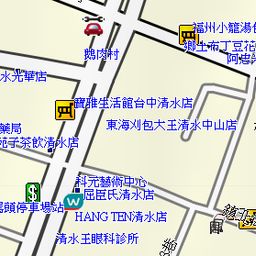 福州小籠湯包
鄉土布丁豆花
鵝肉村
水光華店
寶雅生活館台中清水店
東海刈包大王清水中山店
藥局
茶飲清水店
科元藝術中心
屈臣氏清水店
停車場站
HANG TEN清水店
清水王眼科診所